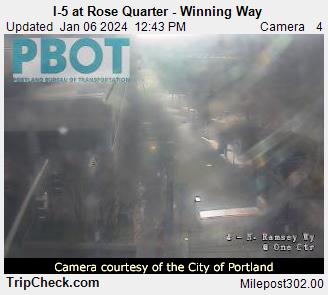 I-5 at Rose Quarter - Winning Way
Updated Jan 06 2024 12:43 PM Camera 4
PBOT
PORTLAND BUREAU OF TRANSPORTATION
4 - N. Ramsey Wy
@ One Ctr
Camera courtesy of the City of Portland
TripCheck.com Milepost302.00